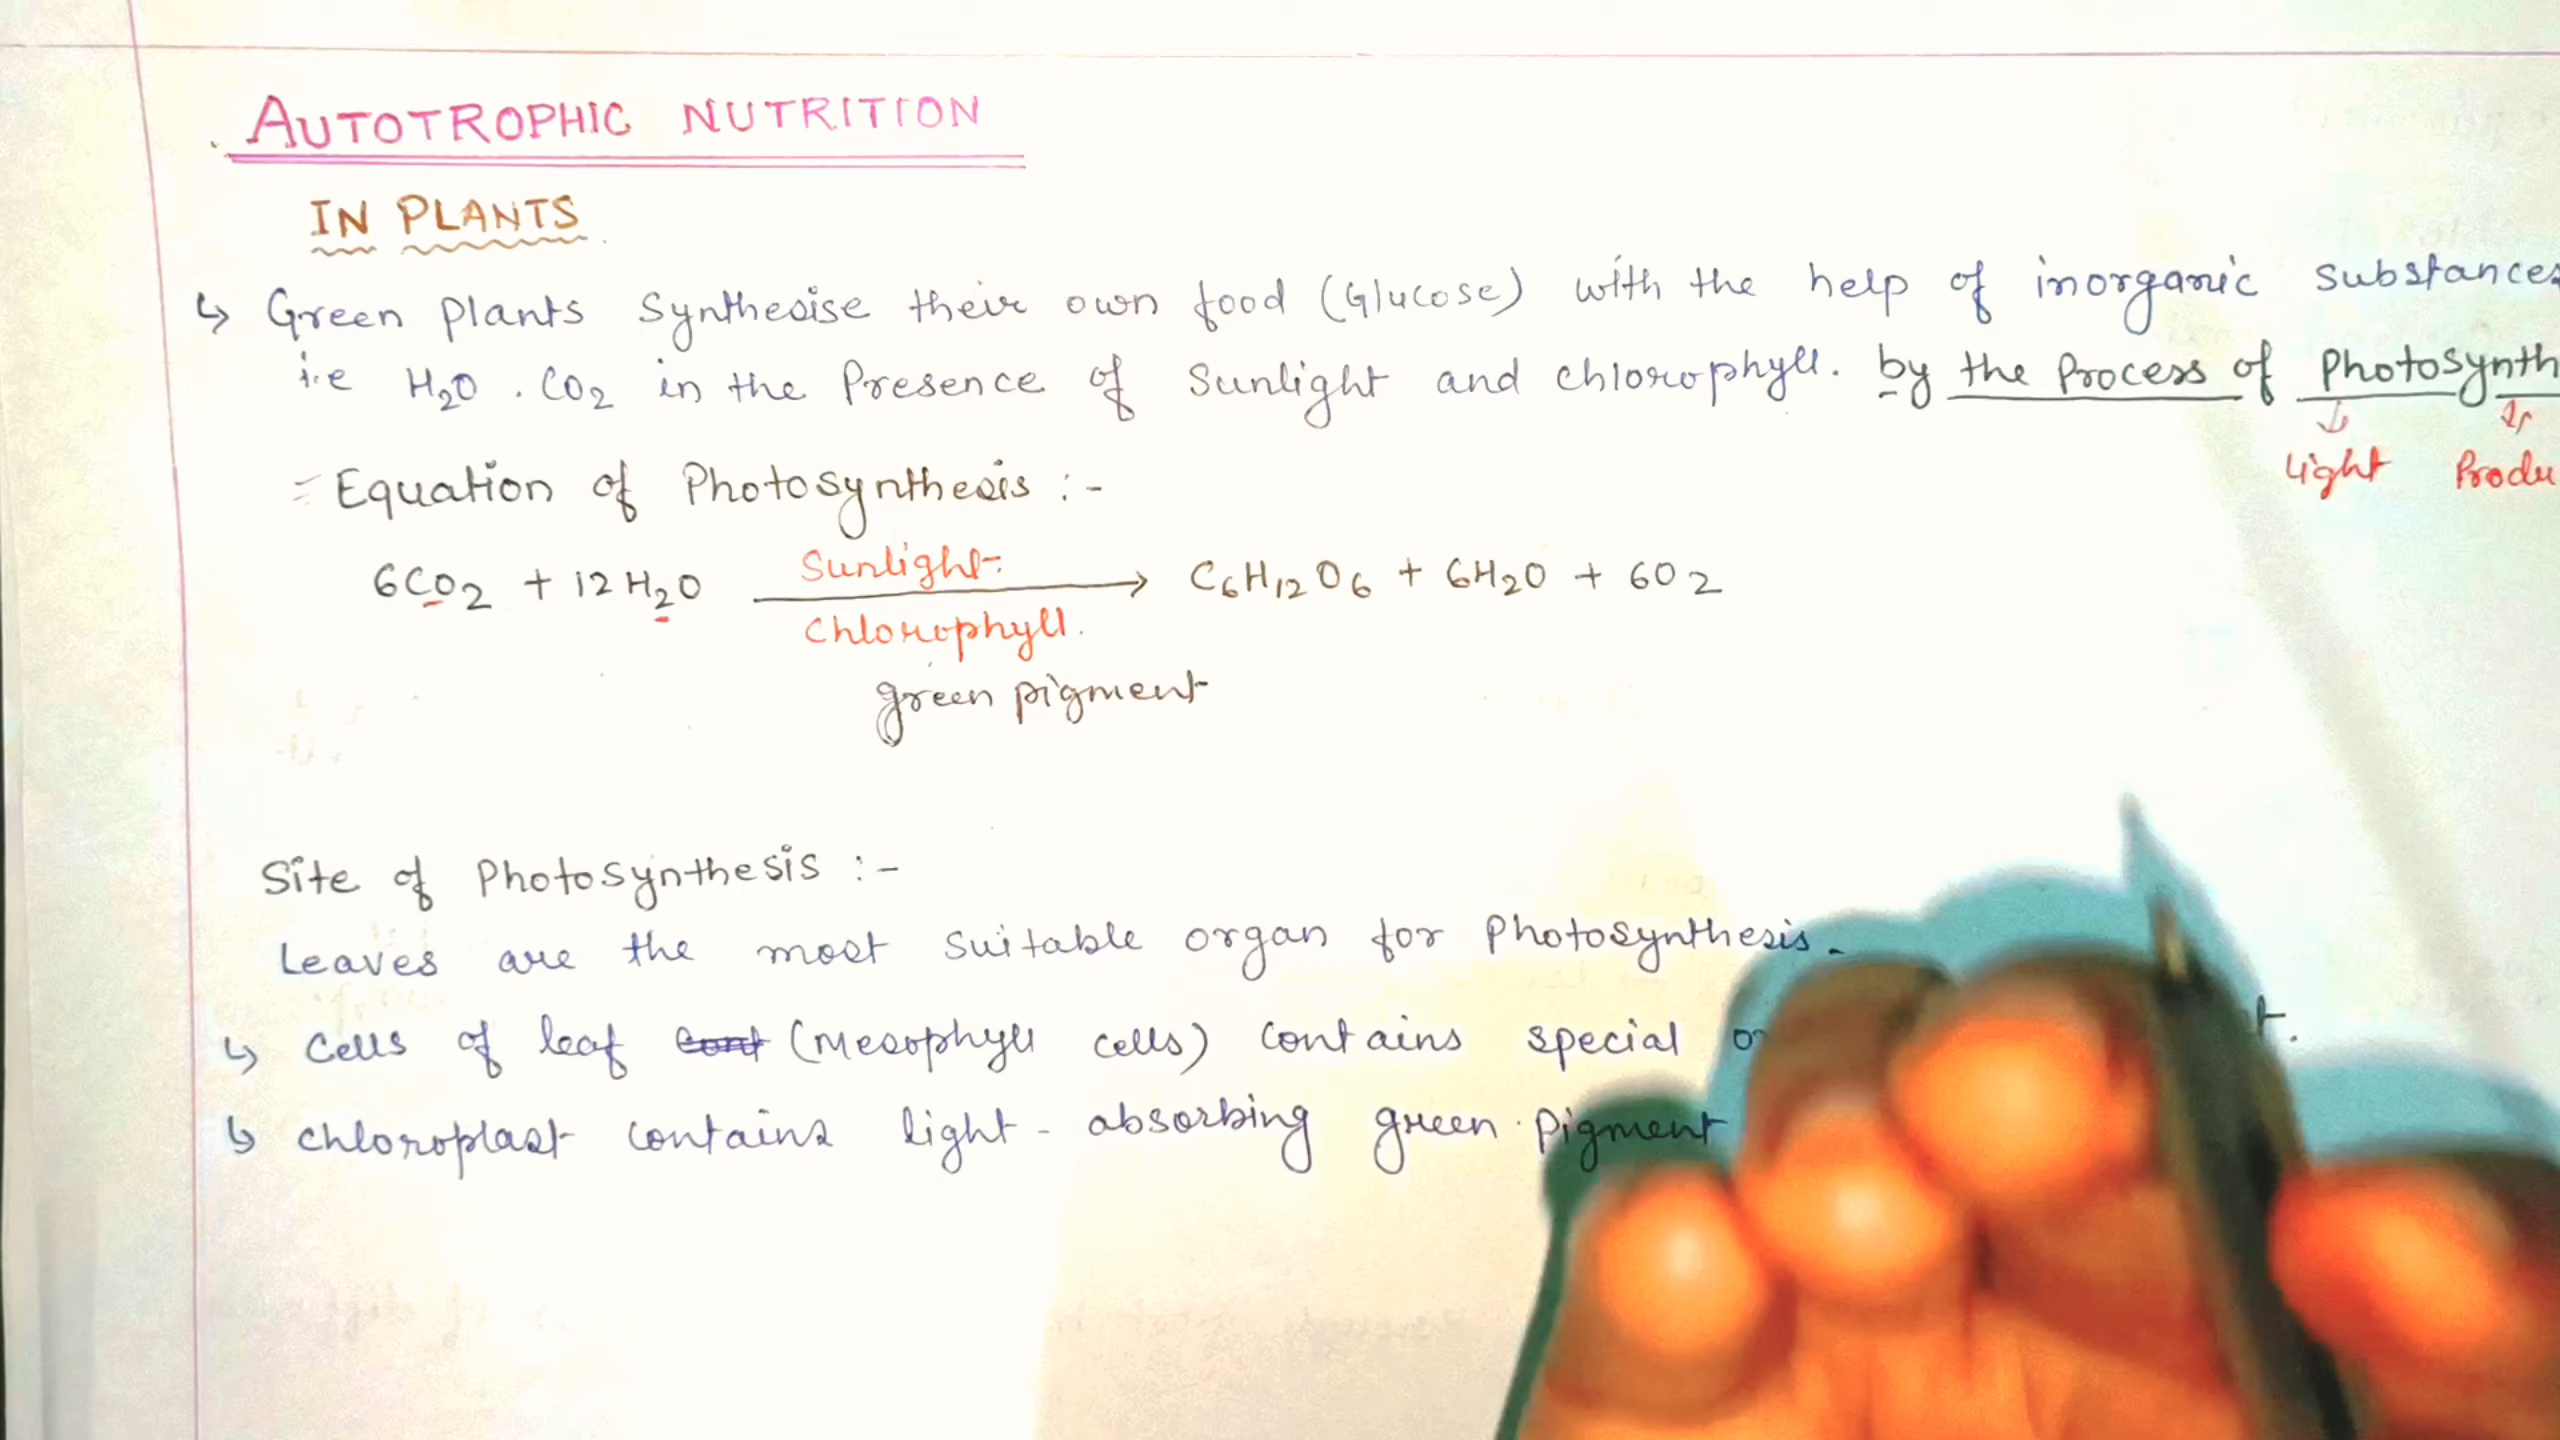 AUTOTROPHIC NUTRITION
IN PLANTS
↳ Green plants synthesise their own food (Glucose) with the help of inorganic substances
i.e H₂O . CO₂ in the Presence of Sunlight and chlorophyll. by the Process of Photosynth
Light Produ
Equation of Photosynthesis :-
6CO₂ + 12H₂O Sunlight → C₆H₁₂O₆ + 6H₂O + 6O₂
Chlorophyll.
green pigment
Site of Photosynthesis :-
Leaves are the most suitable organ for Photosynthesis.
↳ Cells of leaf cont (Mesophyll cells) contains special
↳ chloroplast contains light - absorbing green pigment